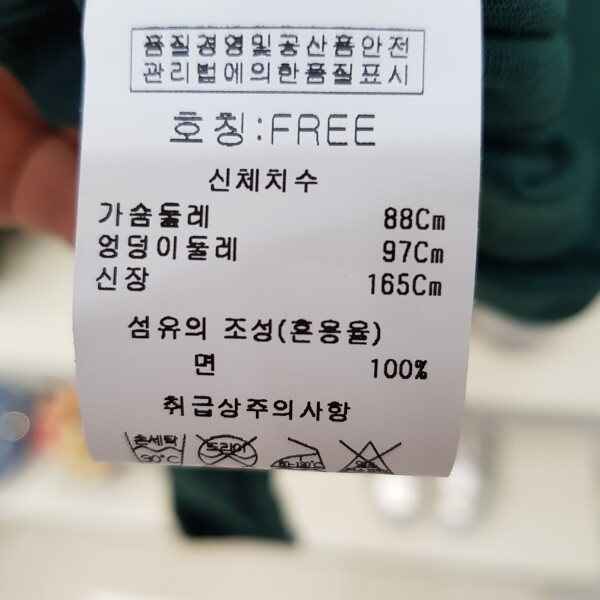 품질경영및공산품안전
관리법에의한품질표시
호칭:FREE
신체치수
가슴둘레 88Cm
엉덩이둘레 97Cm
신장 165Cm
섬유의 조성(혼용율)
면 100%
취급상주의사항
손세탁 드라이
30°C